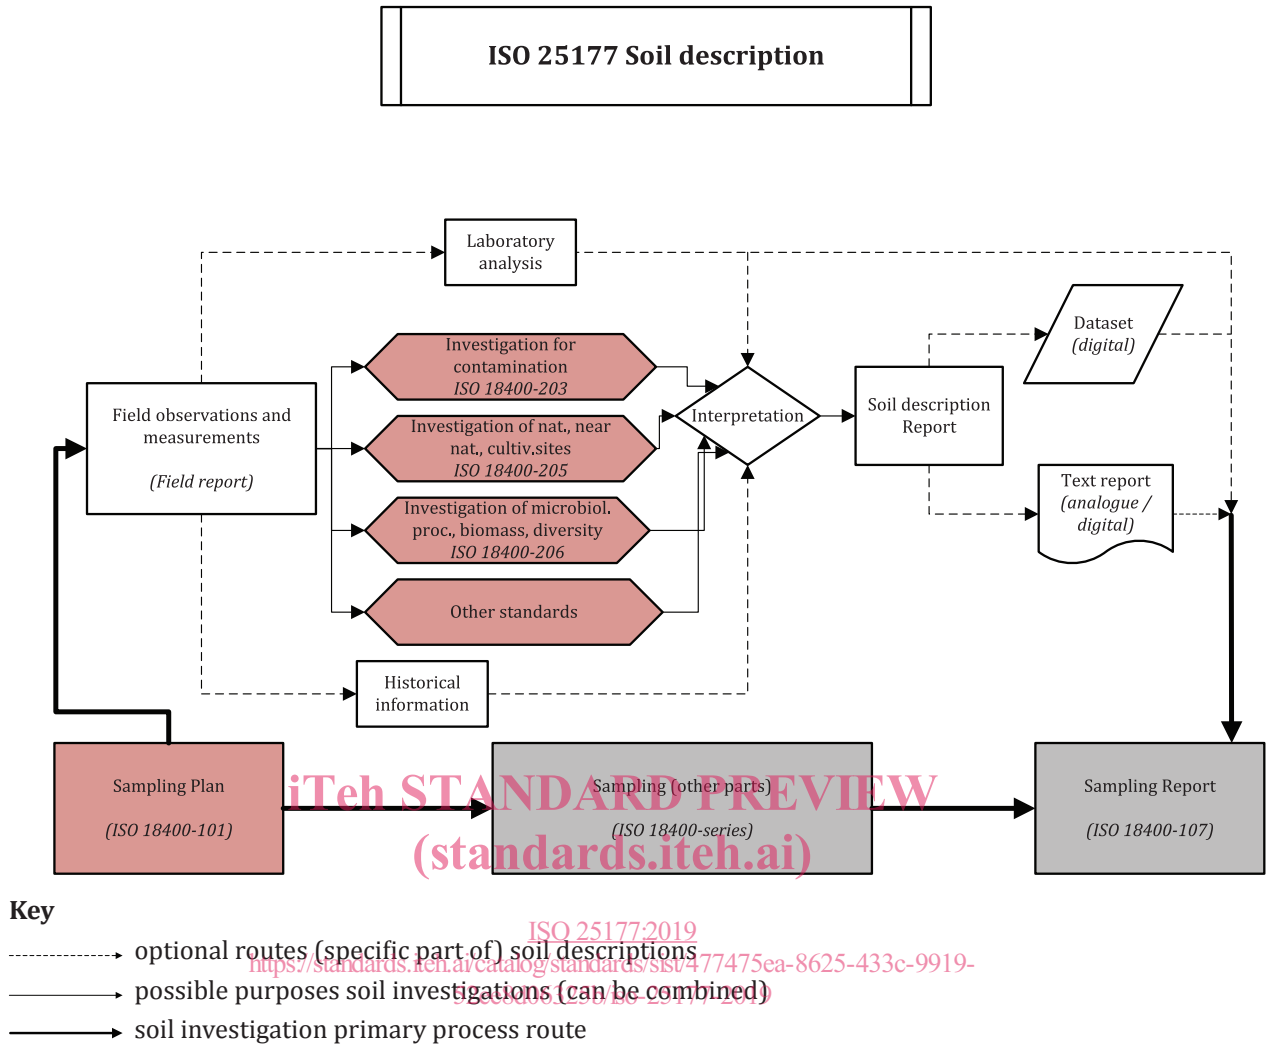 ISO 25177 Soil description
Laboratory
analysis
Dataset
(digital)
Investigation for
contamination
ISO 18400-203
Field observations and
measurements
(Field report)
Investigation of nat., near
nat., cultiv.sites
ISO 18400-205
Interpretation
Soil description
Report
Text report
(analogue /
digital)
Investigation of microbiol.
proc., biomass, diversity
ISO 18400-206
Other standards
Historical
information
Sampling Plan
(ISO 18400-101)
Sampling (other parts)
(ISO 18400-series)
Sampling Report
(ISO 18400-107)
iTeh STANDARD PREVIEW
(standards.iteh.ai)
Key
ISO 25177:2019
optional routes (specific part of) soil descriptions
https://standards.iteh.ai/catalog/standards/sist/477475ea-8625-433c-9919-
possible purposes soil investigations (can be combined)
soil investigation primary process route